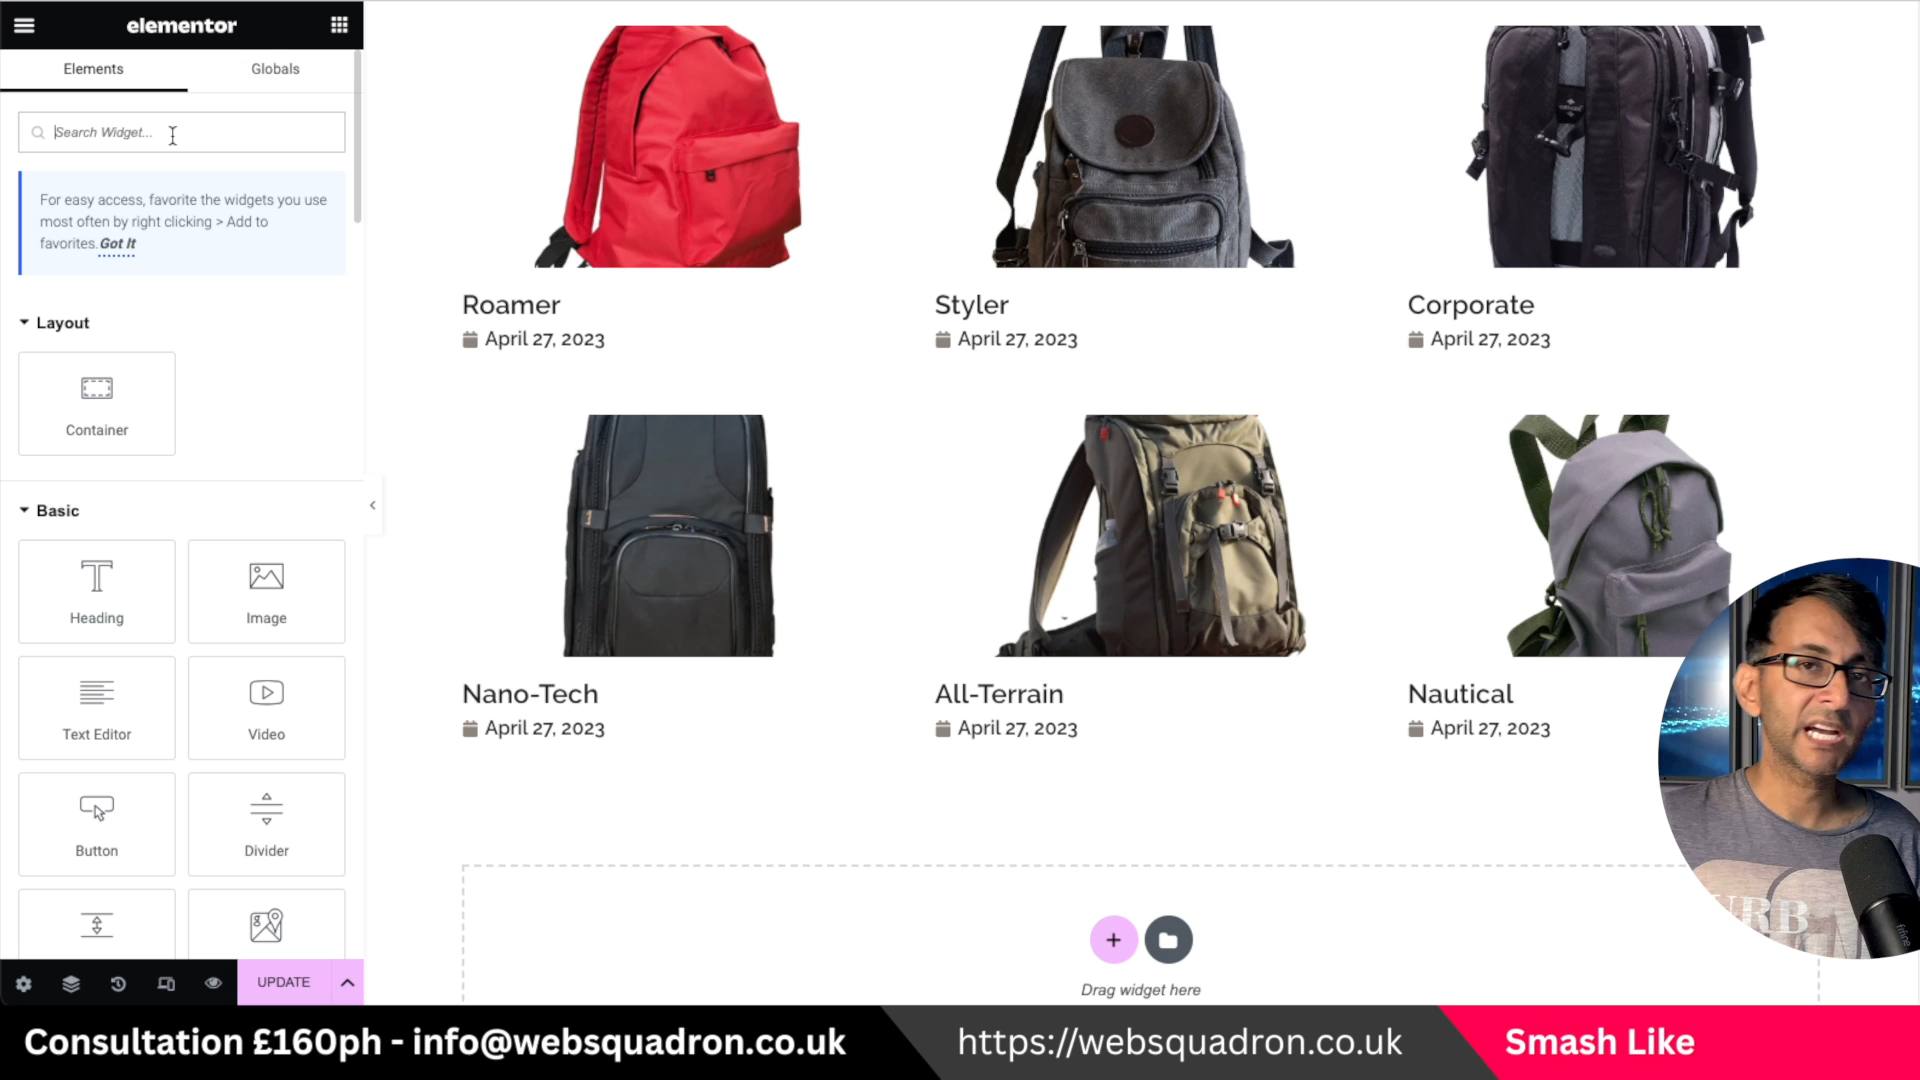 elementor
Elements
Globals
Search Widget...
For easy access, favorite the widgets you use
most often by right clicking > Add to
favorites. Got It
Layout
Container
Basic
Heading
Image
Text Editor
Video
Button
Divider
UPDATE
Roamer
April 27, 2023
Styler
April 27, 2023
Corporate
April 27, 2023
Nano-Tech
April 27, 2023
All-Terrain
April 27, 2023
Nautical
April 27, 2023
Drag widget here
Consultation £160ph - info@websquadron.co.uk
https://websquadron.co.uk
Smash Like